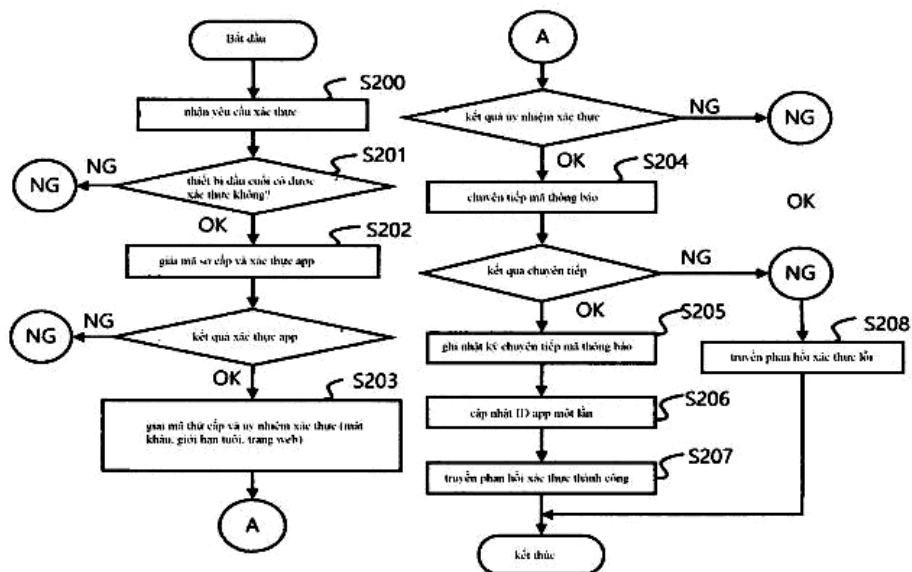 Bắt đầu
S200
nhận yêu cầu xác thực
S201
NG
NG
thiết bị đầu cuối có được
xác thực không?
OK
S202
giải mã sơ cấp và xác thực app
NG
NG
kết quả xác thực app
OK
S203
giải mã thứ cấp và uỷ nhiệm xác thực (mật
khẩu, giới hạn tuổi, trang web)
A
A
kết quả uỷ nhiệm xác thực
NG
NG
OK
S204
chuyển tiếp mã thông báo
OK
kết quả chuyển tiếp
NG
NG
OK
S205
ghi nhật ký chuyển tiếp mã thông báo
S208
truyền phản hồi xác thực lỗi
S206
cập nhật ID app một lần
S207
truyền phản hồi xác thực thành công
kết thúc